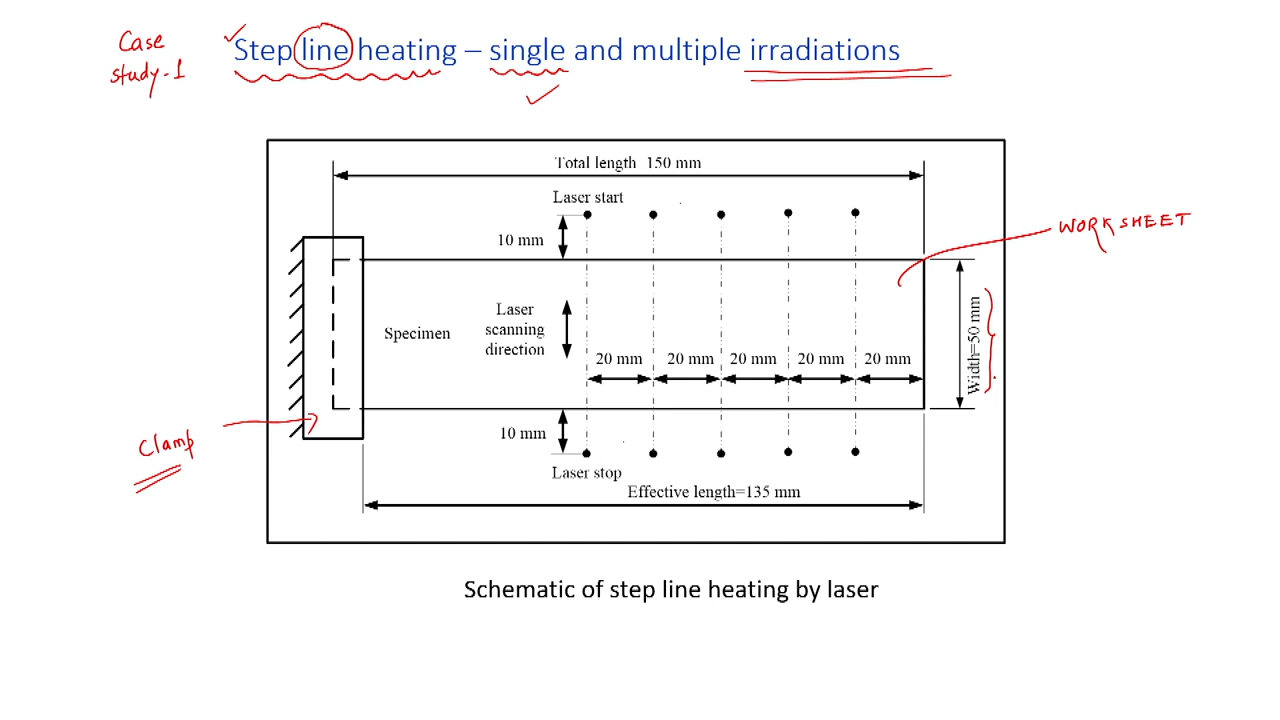 Case
study-1
Step line heating – single and multiple irradiations
Total length 150 mm
Laser start
10 mm
WORKSHEET
Specimen
Laser
scanning
direction
20 mm 20 mm 20 mm 20 mm 20 mm
Width=50 mm
Clamp
10 mm
Laser stop
Effective length=135 mm
Schematic of step line heating by laser